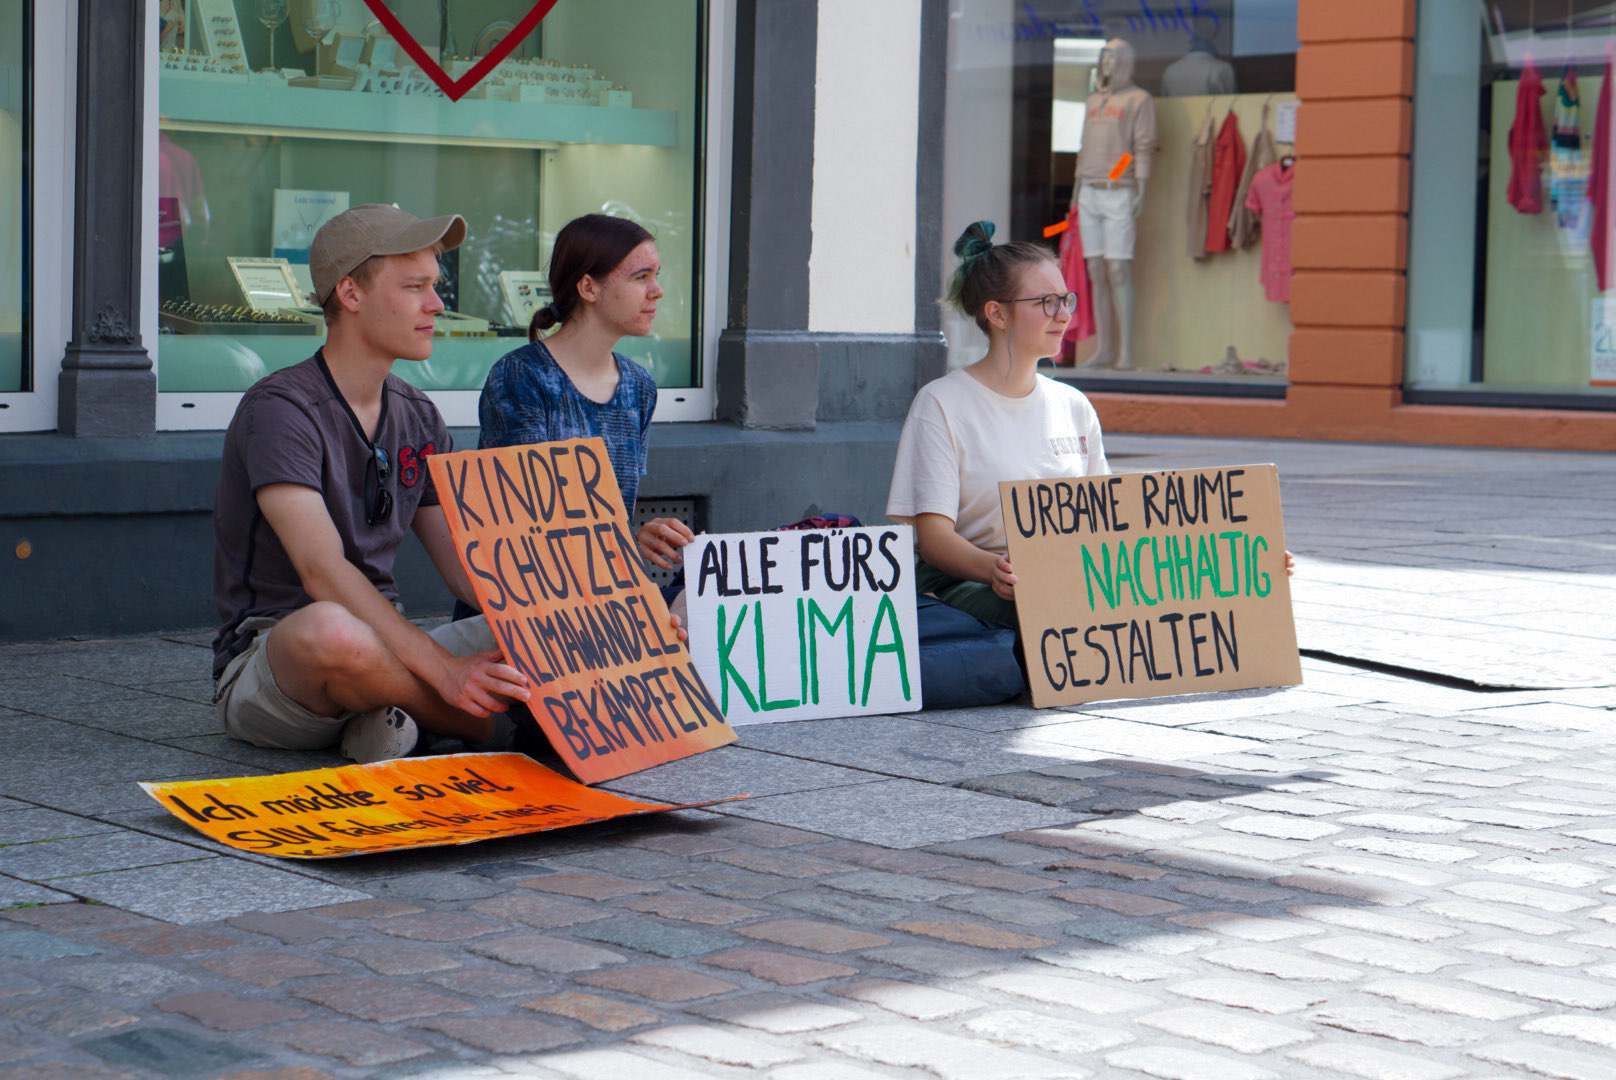 KINDER
SCHÜTZEN
KLIMAWANDEL
BEKÄMPFEN
ALLE FÜRS
KLIMA
URBANE RÄUME
NACHHALTIG
GESTALTEN
Ich möchte so viel
SUV fahren bis mein